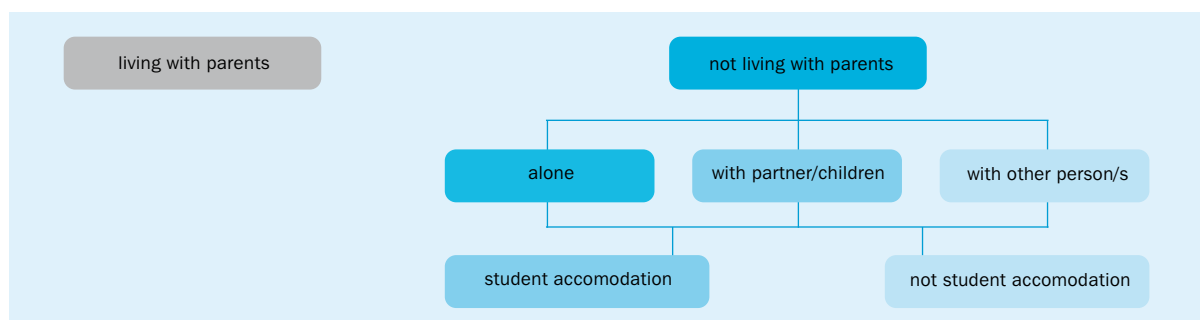 living with parents
not living with parents
alone
with partner/children
with other person/s
student accomodation
not student accomodation